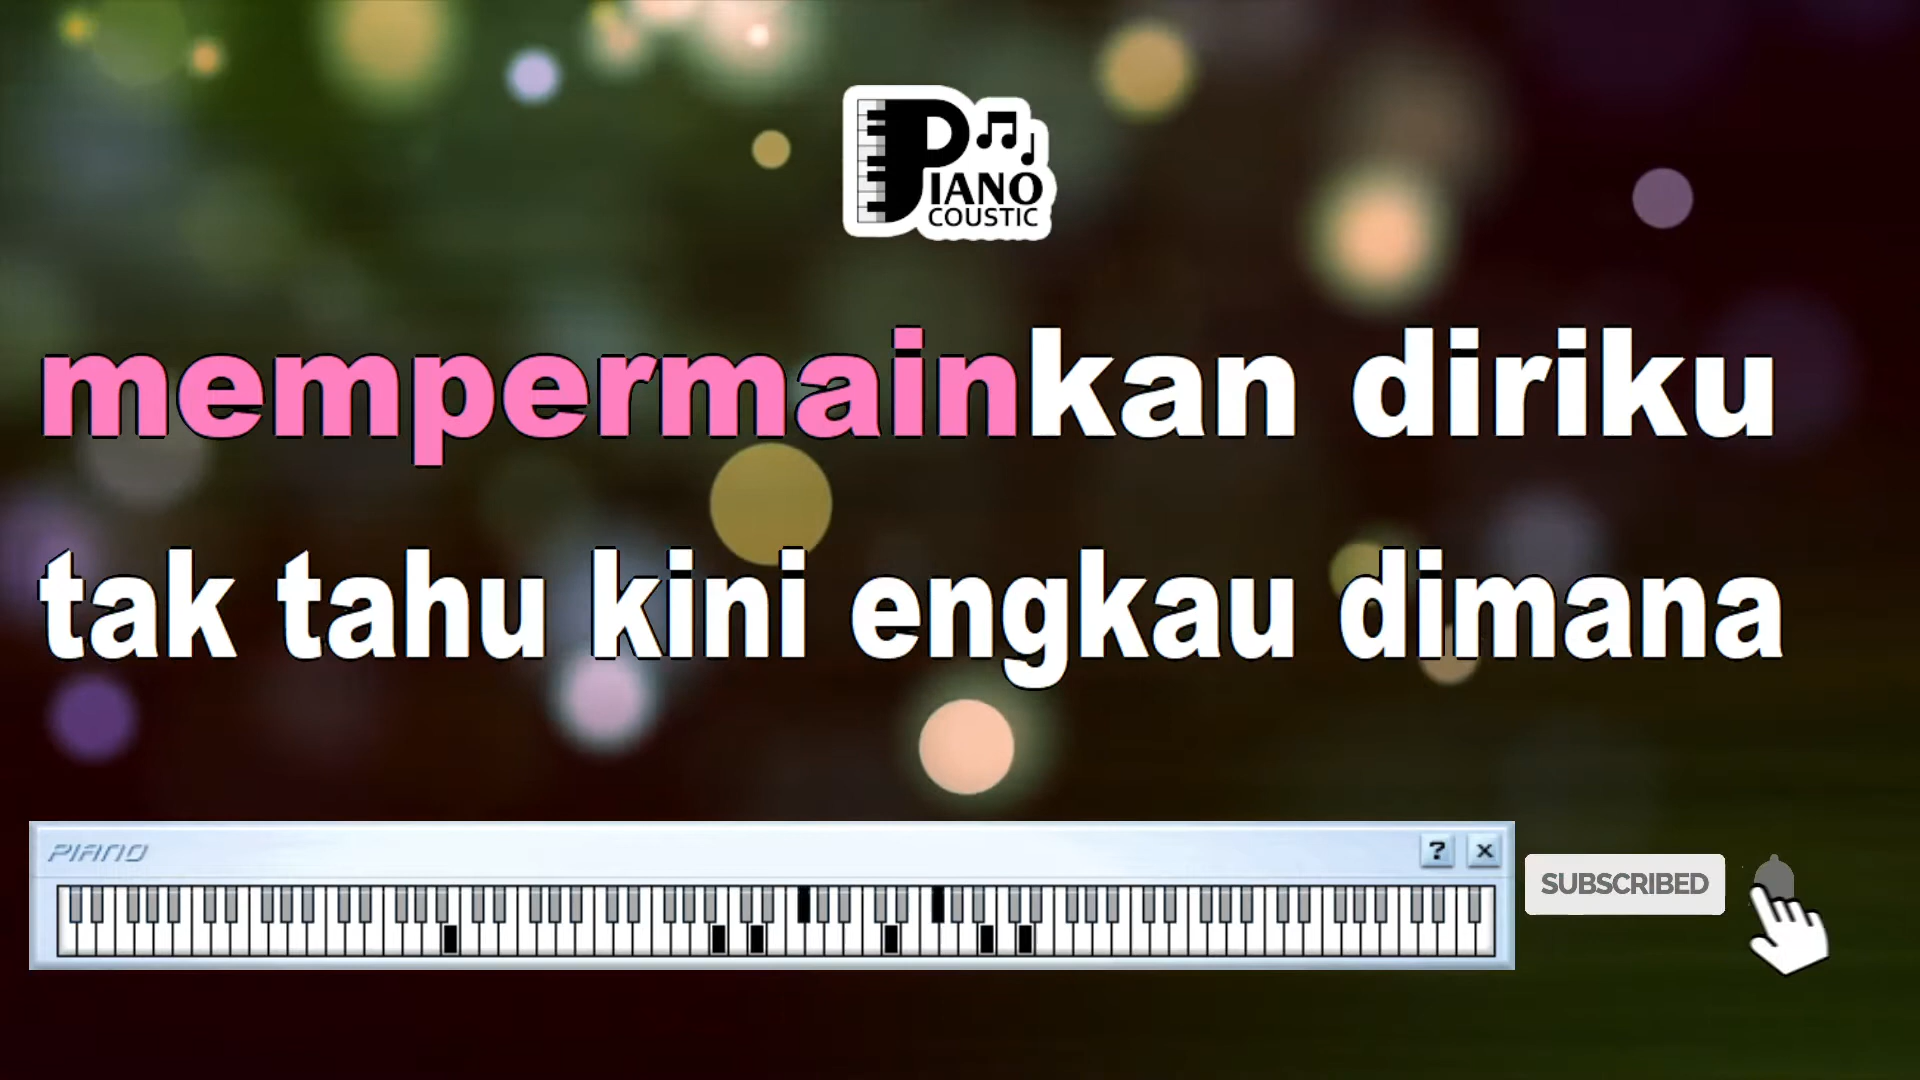 PIANO
COUSTIC
mempermainkan diriku
tak tahu kini engkau dimana
PIANO
? ×
SUBSCRIBED